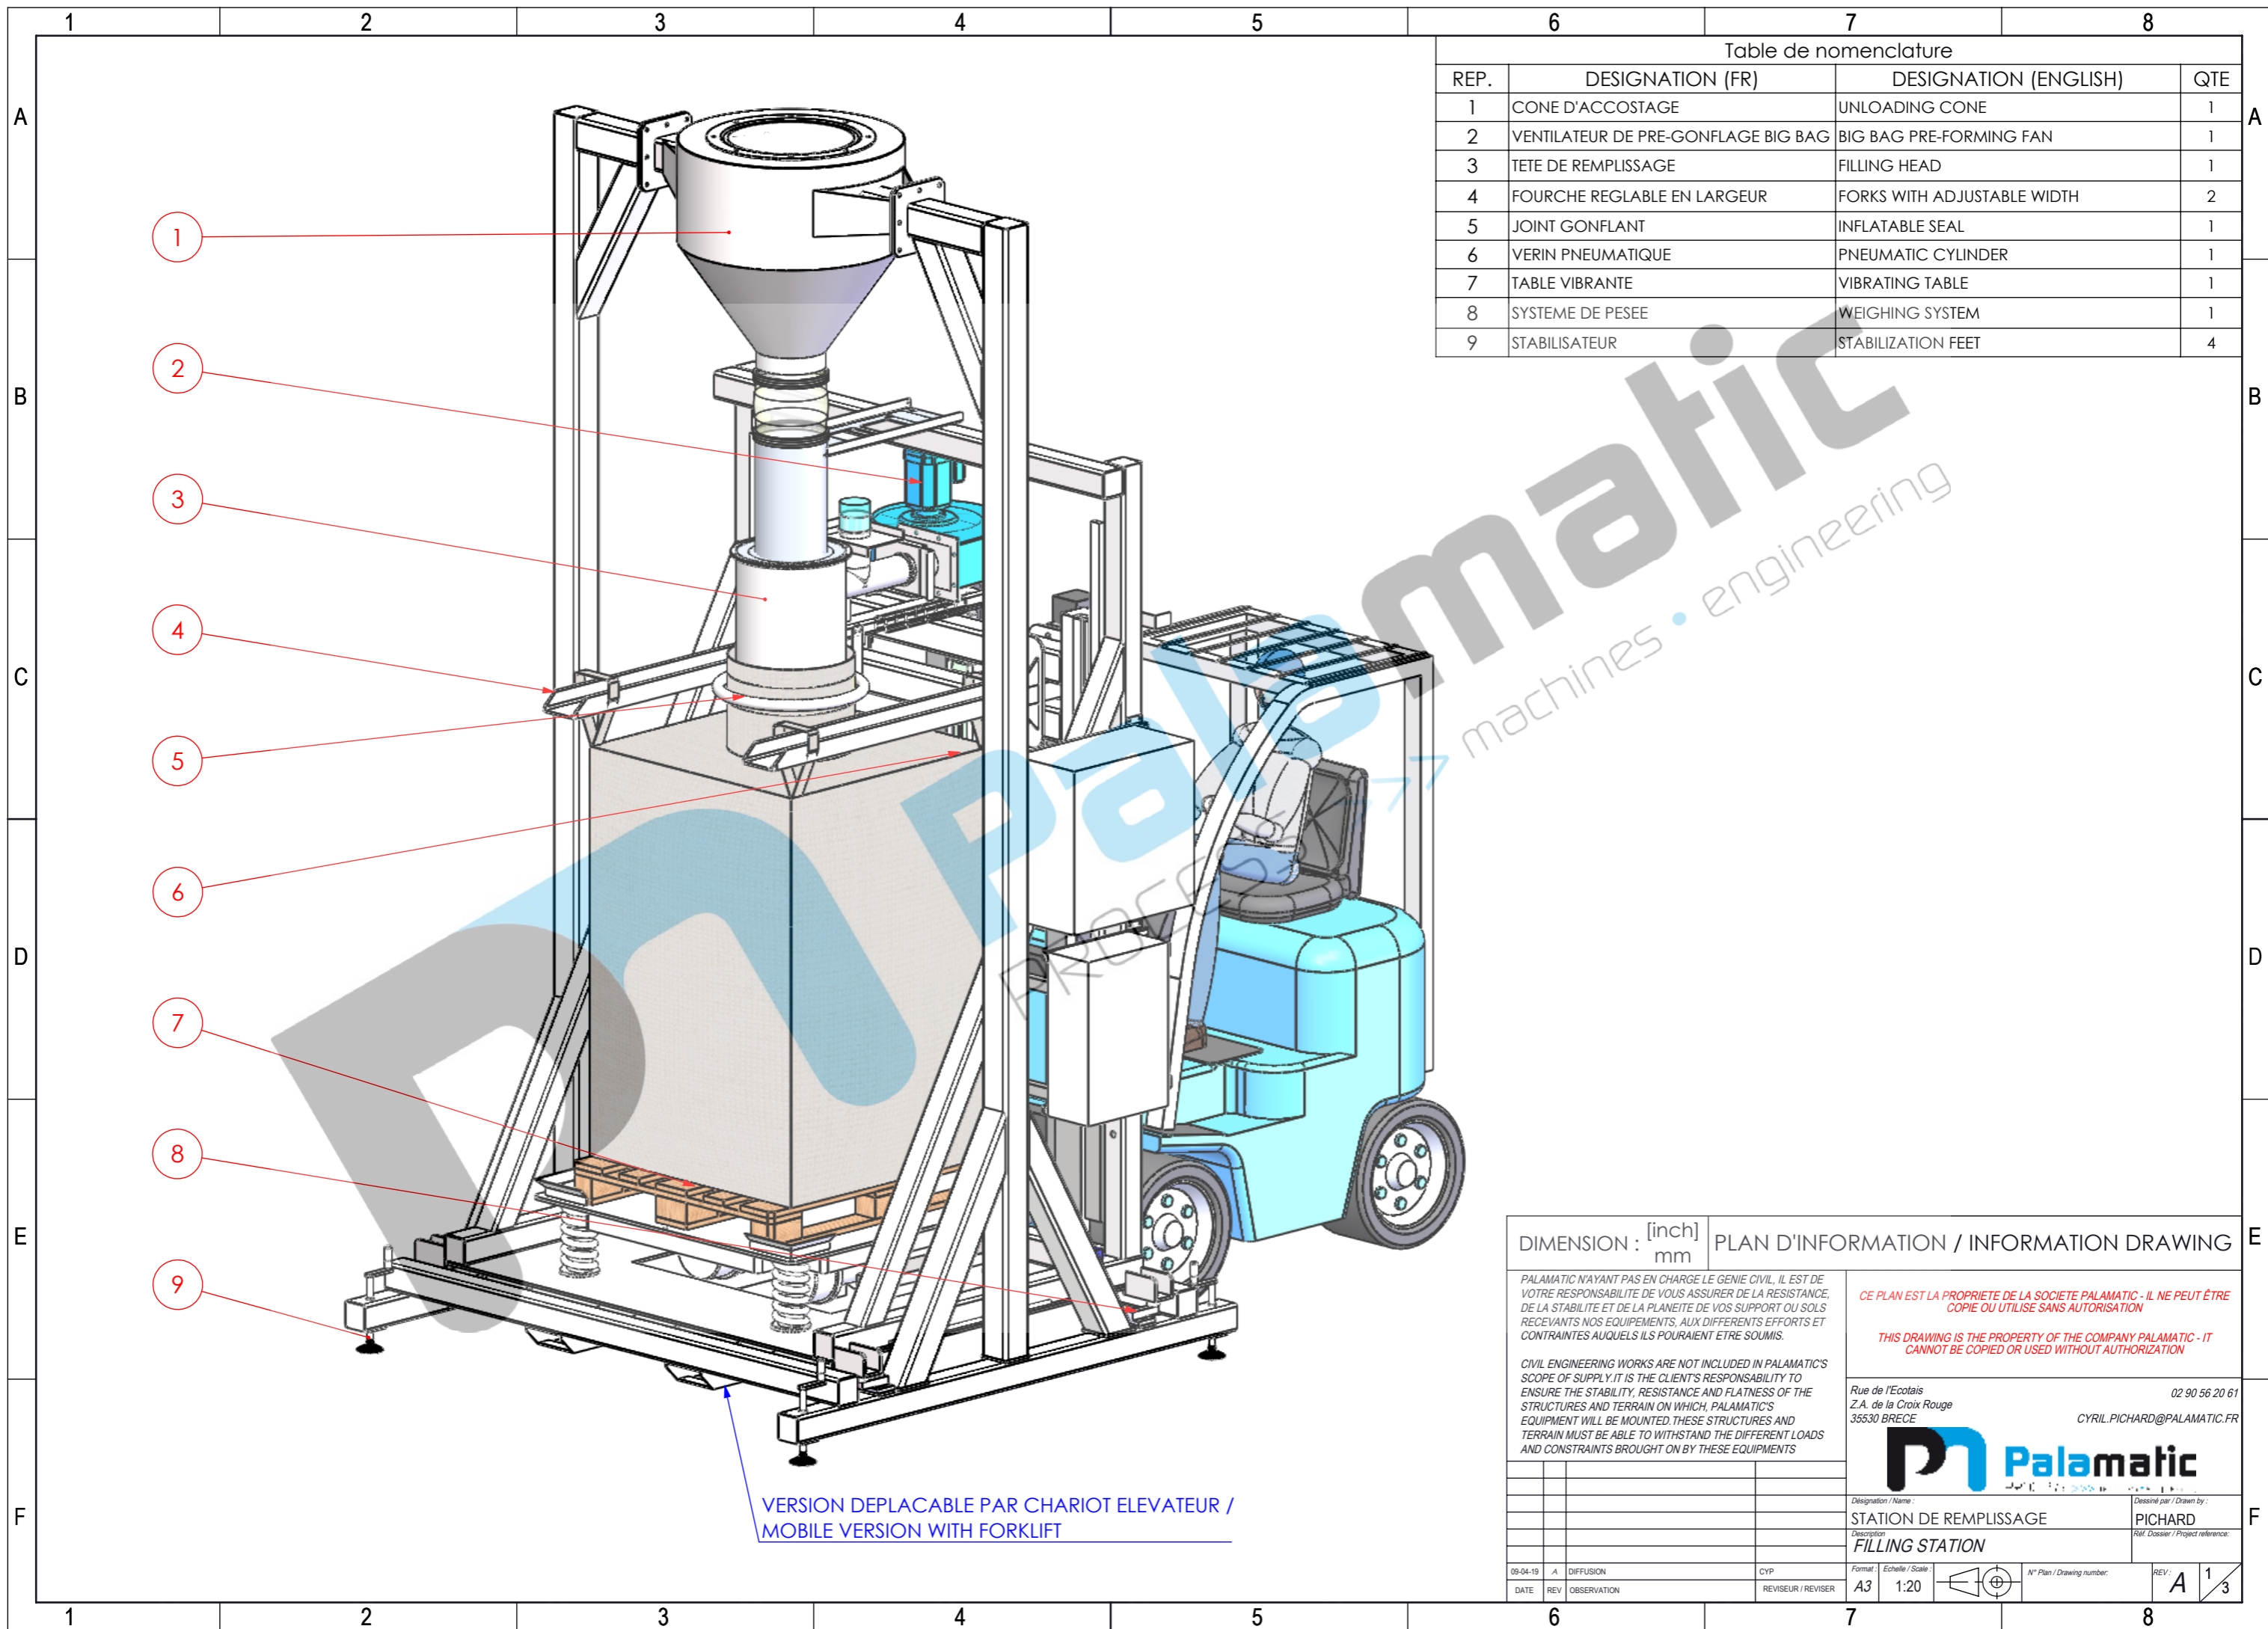 1 2 3 4 5 6 7 8
Table de nomenclature
REP. DESIGNATION (FR) DESIGNATION (ENGLISH) QTE
1 CONE D'ACCOSTAGE UNLOADING CONE 1
2 VENTILATEUR DE PRE-GONFLAGE BIG BAG BIG BAG PRE-FORMING FAN 1
3 TETE DE REMPLISSAGE FILLING HEAD 1
4 FOURCHE REGLABLE EN LARGEUR FORKS WITH ADJUSTABLE WIDTH 2
5 JOINT GONFLANT INFLATABLE SEAL 1
6 VERIN PNEUMATIQUE PNEUMATIC CYLINDER 1
7 TABLE VIBRANTE VIBRATING TABLE 1
8 SYSTEME DE PESEE WEIGHING SYSTEM 1
9 STABILISATEUR STABILIZATION FEET 4
A A
B B
C C
D D
E E
F F
1
2
3
4
5
6
7
8
9
Palamatic
PROCESS >>> machines • engineering
VERSION DEPLACABLE PAR CHARIOT ELEVATEUR /
MOBILE VERSION WITH FORKLIFT
DIMENSION : [inch] mm PLAN D'INFORMATION / INFORMATION DRAWING
PALAMATIC N'AYANT PAS EN CHARGE LE GENIE CIVIL, IL EST DE
VOTRE RESPONSABILITE DE VOUS ASSURER DE LA RESISTANCE,
DE LA STABILITE ET DE LA PLANEITE DE VOS SUPPORT OU SOLS
RECEVANTS NOS EQUIPEMENTS, AUX DIFFERENTS EFFORTS ET
CONTRAINTES AUQUELS ILS POURAIENT ETRE SOUMIS.
CIVIL ENGINEERING WORKS ARE NOT INCLUDED IN PALAMATIC'S
SCOPE OF SUPPLY.IT IS THE CLIENT'S RESPONSABILITY TO
ENSURE THE STABILITY, RESISTANCE AND FLATNESS OF THE
STRUCTURES AND TERRAIN ON WHICH, PALAMATIC'S
EQUIPMENT WILL BE MOUNTED.THESE STRUCTURES AND
TERRAIN MUST BE ABLE TO WITHSTAND THE DIFFERENT LOADS
AND CONSTRAINTS BROUGHT ON BY THESE EQUIPMENTS
CE PLAN EST LA PROPRIETE DE LA SOCIETE PALAMATIC - IL NE PEUT ÊTRE
COPIE OU UTILISE SANS AUTORISATION
THIS DRAWING IS THE PROPERTY OF THE COMPANY PALAMATIC - IT
CANNOT BE COPIED OR USED WITHOUT AUTHORIZATION
Rue de l'Ecotais 02 90 56 20 61
Z.A. de la Croix Rouge
35530 BRECE CYRIL.PICHARD@PALAMATIC.FR
Palamatic
Désignation / Name : Dessiné par / Drawn by :
STATION DE REMPLISSAGE PICHARD
Description Réf. Dossier / Project reference:
FILLING STATION
09-04-19 A DIFFUSION CYP
DATE REV OBSERVATION REVISEUR / REVISER
Format : Echelle / Scale : N° Plan / Drawing number: REV :
A3 1:20 A 1/3
1 2 3 4 5 6 7 8